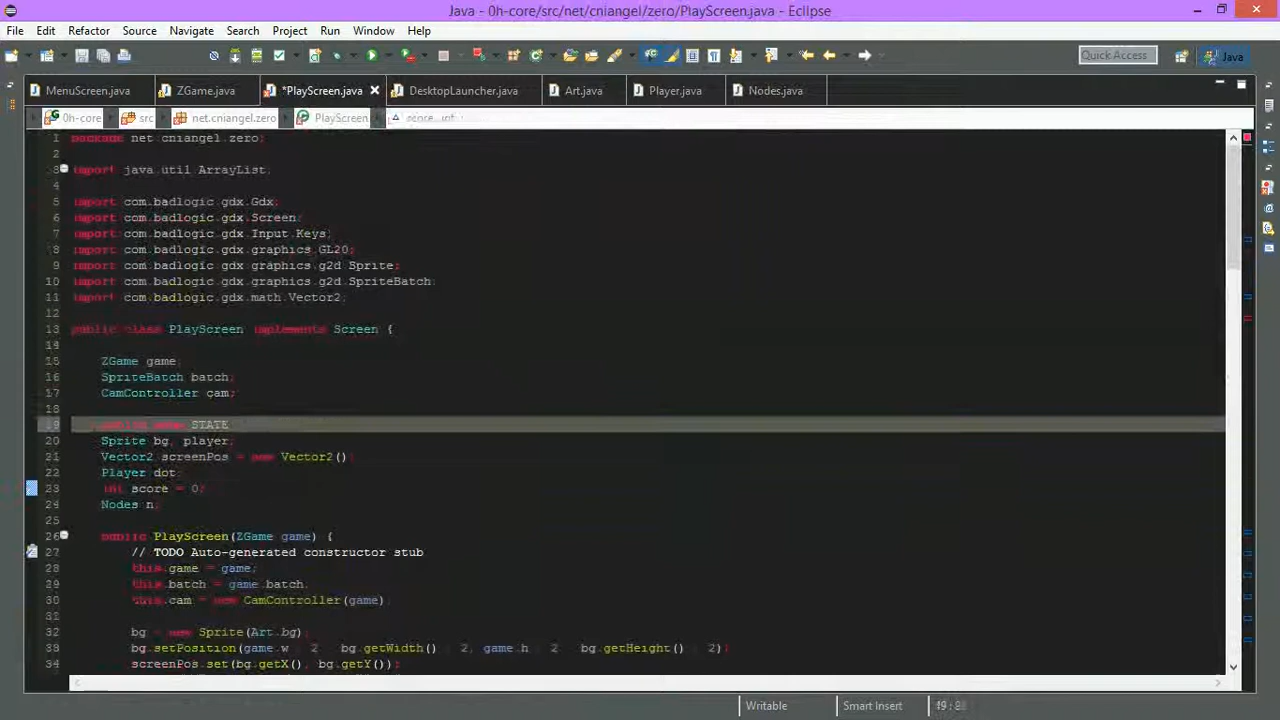 Java - 0h-core/src/net/cniangel/zero/PlayScreen.java - Eclipse
File Edit Refactor Source Navigate Search Project Run Window Help
Quick Access Java
MenuScreen.java ZGame.java *PlayScreen.java DesktopLauncher.java Art.java Player.java Nodes.java
0h-core src net.cniangel.zero PlayScreen score : int
1 package net.cniangel.zero;
2
3 import java.util.ArrayList;
4
5 import com.badlogic.gdx.Gdx;
6 import com.badlogic.gdx.Screen;
7 import com.badlogic.gdx.Input.Keys;
8 import com.badlogic.gdx.graphics.GL20;
9 import com.badlogic.gdx.graphics.g2d.Sprite;
10 import com.badlogic.gdx.graphics.g2d.SpriteBatch;
11 import com.badlogic.gdx.math.Vector2;
12
13 public class PlayScreen implements Screen {
14
15 ZGame game;
16 SpriteBatch batch;
17 CamController cam;
18
19 public enum STATE
20 Sprite bg, player;
21 Vector2 screenPos = new Vector2();
22 Player dot;
23 int score = 0;
24 Nodes n;
25
26 public PlayScreen(ZGame game) {
27 // TODO Auto-generated constructor stub
28 this.game = game;
29 this.batch = game.batch;
30 this.cam = new CamController(game);
31
32 bg = new Sprite(Art.bg);
33 bg.setPosition(game.w 2 bg.getWidth() 2, game.h 2 bg.getHeight() 2);
34 screenPos.set(bg.getX(), bg.getY());
Writable Smart Insert